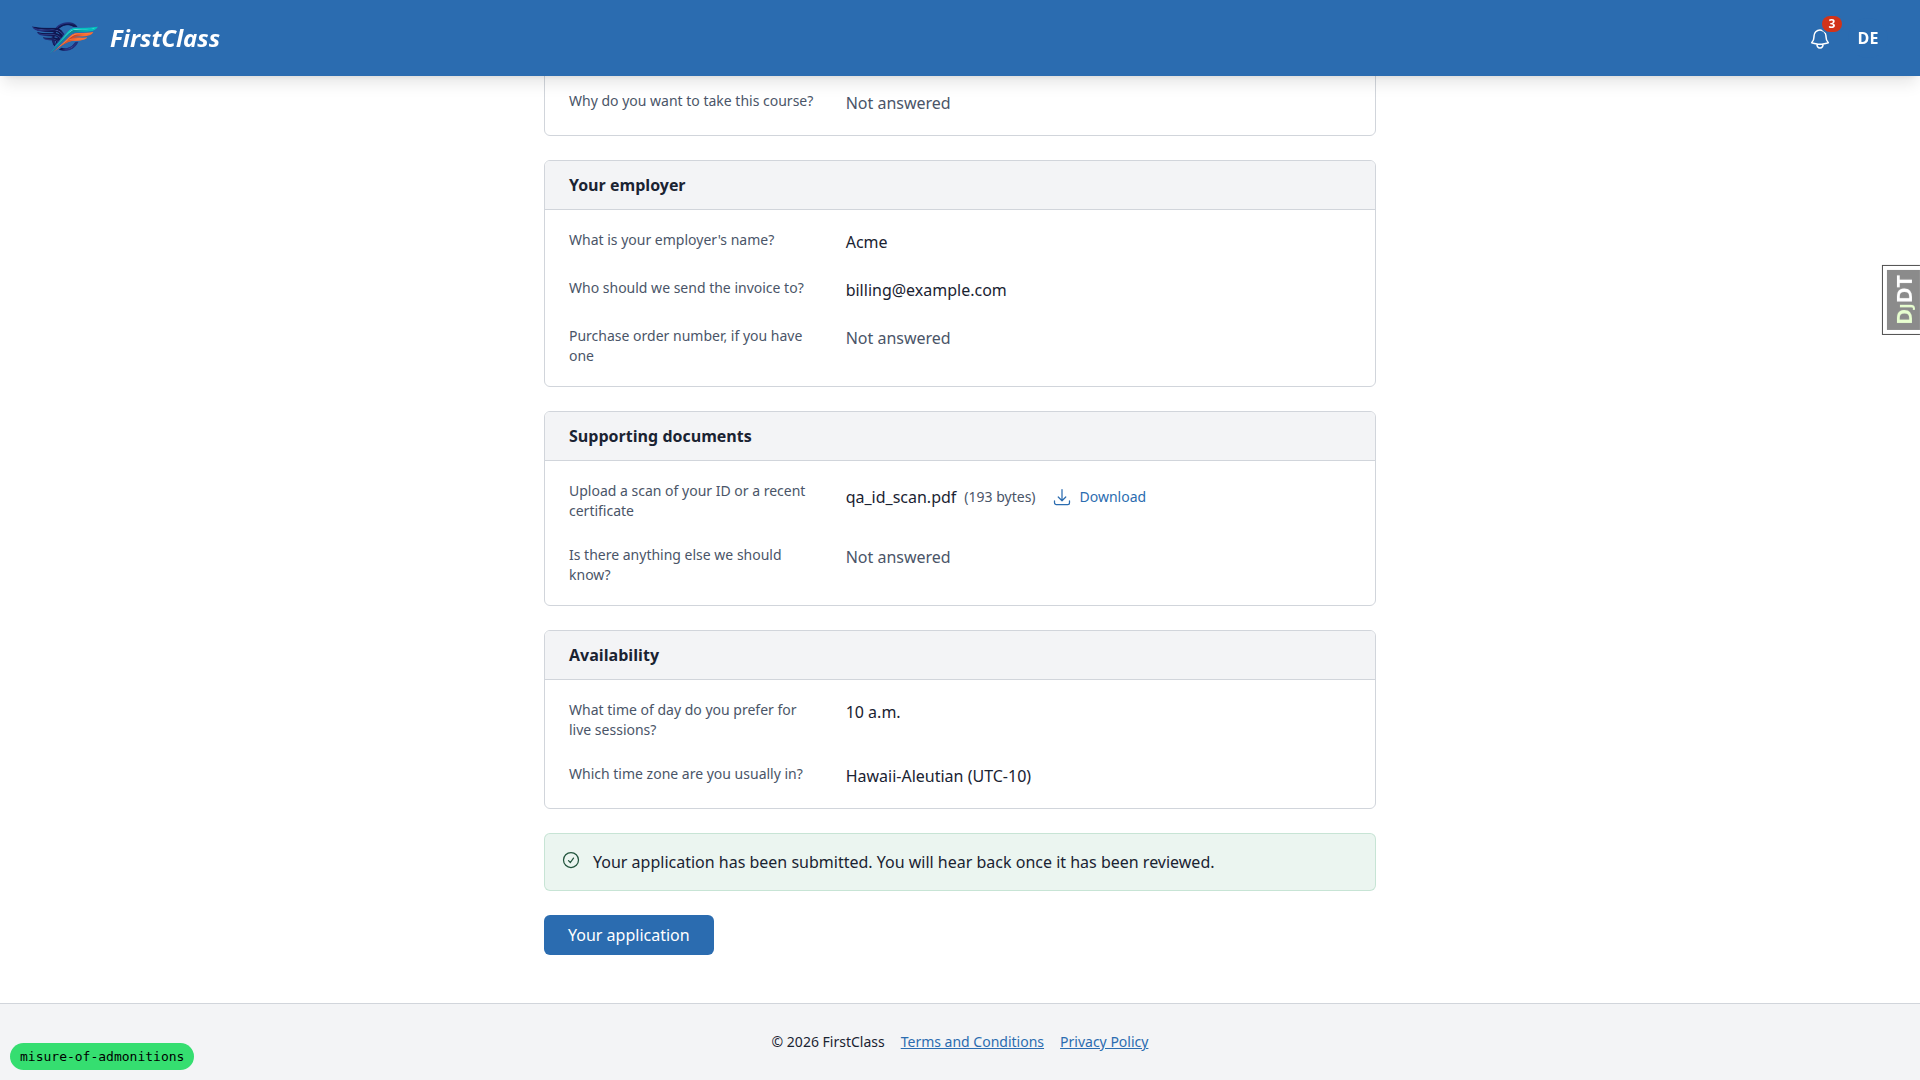 FirstClass
3
DE
Why do you want to take this course? Not answered
Your employer
What is your employer's name? Acme
Who should we send the invoice to? billing@example.com
Purchase order number, if you have Not answered
one
Supporting documents
Upload a scan of your ID or a recent qa_id_scan.pdf (193 bytes) Download
certificate
Is there anything else we should Not answered
know?
Availability
What time of day do you prefer for 10 a.m.
live sessions?
Which time zone are you usually in? Hawaii-Aleutian (UTC-10)
Your application has been submitted. You will hear back once it has been reviewed.
Your application
© 2026 FirstClass Terms and Conditions Privacy Policy
misure-of-admonitions
DJDT